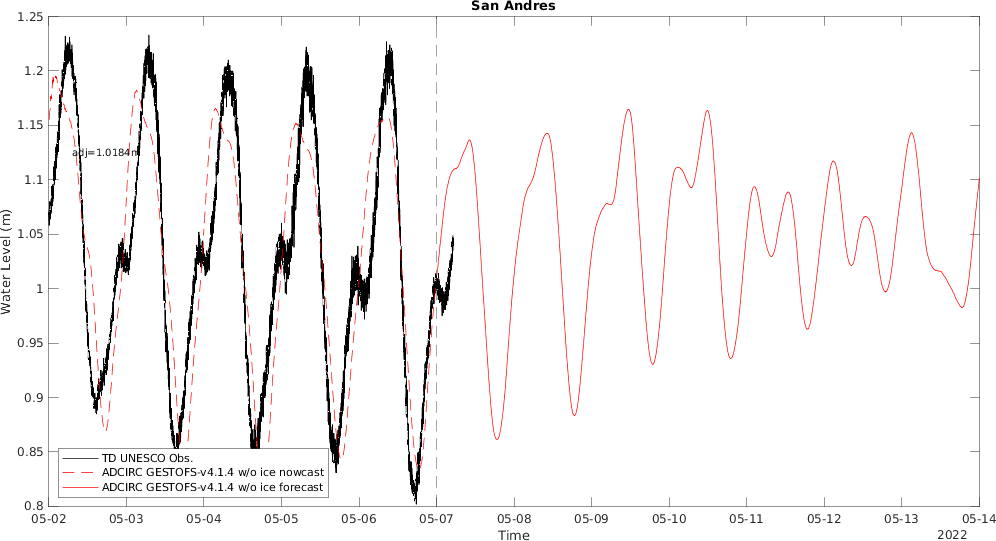 San Andres
1.25
1.2
1.15
1.1
1.05
1
0.95
0.9
0.85
0.8
Water Level (m)
adj=1.0184m
TD UNESCO Obs.
ADCIRC GESTOFS-v4.1.4 w/o ice nowcast
ADCIRC GESTOFS-v4.1.4 w/o ice forecast
05-02 05-03 05-04 05-05 05-06 05-07 05-08 05-09 05-10 05-11 05-12 05-13 05-14
Time
2022